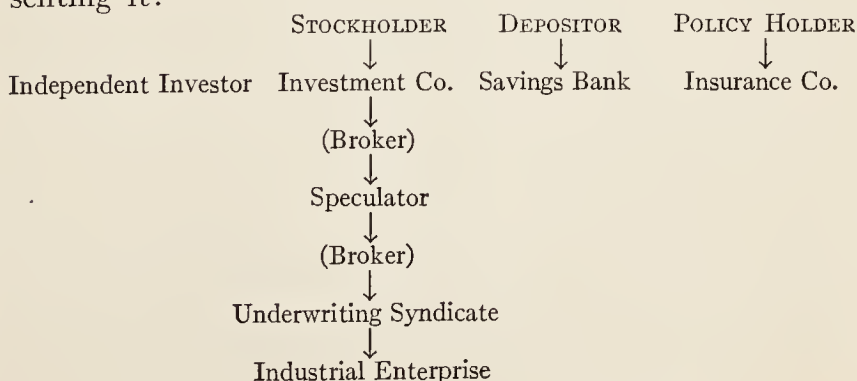 senting it:
STOCKHOLDER DEPOSITOR POLICY HOLDER
Independent Investor Investment Co. Savings Bank Insurance Co.
(Broker)
Speculator
(Broker)
Underwriting Syndicate
Industrial Enterprise